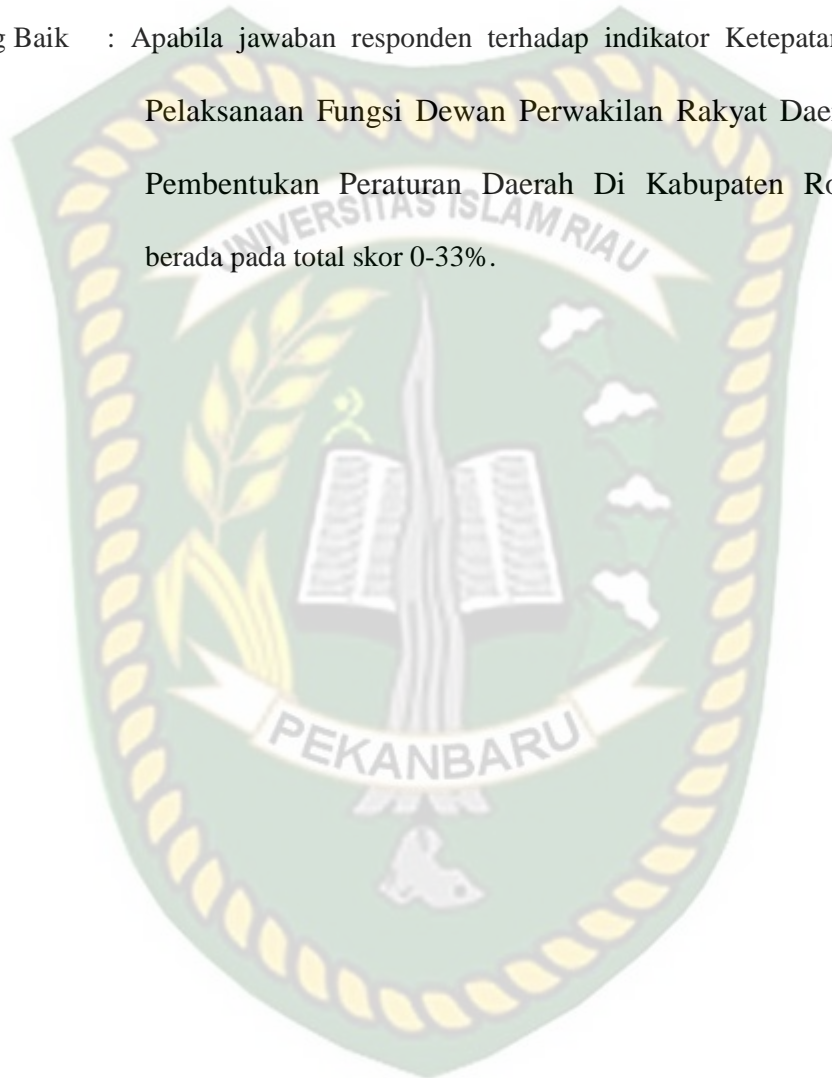 g Baik : Apabila jawaban responden terhadap indikator Ketepatan
Pelaksanaan Fungsi Dewan Perwakilan Rakyat Dae
Pembentukan Peraturan Daerah Di Kabupaten Ro
berada pada total skor 0-33%.
UNIVERSITAS ISLAM RIAU
PEKANBARU